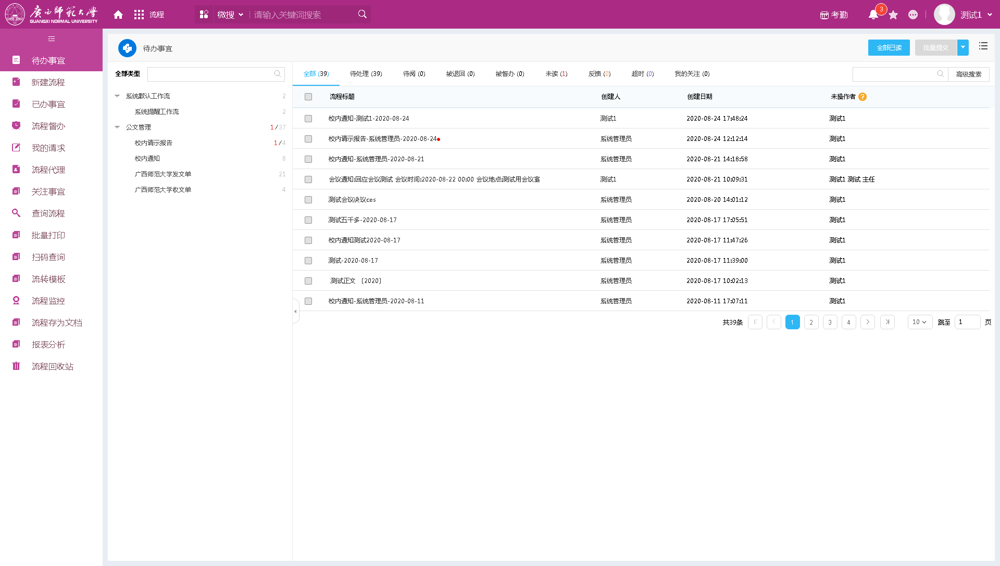 广西师范大学
GUANGXI NORMAL UNIVERSITY
流程
微搜
请输入关键词搜索
考勤
3
测试1
待办事宜
新建流程
已办事宜
流程督办
我的请求
流程代理
关注事宜
查询流程
批量打印
扫码查询
流转模板
流程监控
流程存为文档
报表分析
流程回收站
待办事宜
全部已读
批量提交
全部类型
系统默认工作流 2
系统提醒工作流 2
公文管理 1/37
校内请示报告 1/4
校内通知 8
广西师范大学发文单 21
广西师范大学收文单 4
全部 (39) 待处理 (39) 待阅 (0) 被退回 (0) 被督办 (0) 未读 (1) 反馈 (0) 超时 (0) 我的关注 (0)
高级搜索
流程标题 创建人 创建日期 未操作者 ?
校内通知-测试1-2020-08-24 测试1 2020-08-24 17:48:24 测试1
校内请示报告-系统管理员-2020-08-24 系统管理员 2020-08-24 12:12:14 测试1
校内通知-系统管理员-2020-08-21 系统管理员 2020-08-21 14:18:58 测试1
会议通知:回应会议测试 会议时间:2020-08-22 00:00 会议地点:测试用会议室 测试1 2020-08-21 10:09:31 测试1 测试 主任
测试会议决议ces 系统管理员 2020-08-20 14:01:12 测试1
测试五千多-2020-08-17 系统管理员 2020-08-17 17:05:51 测试1
校内通知测试2020-08-17 系统管理员 2020-08-17 11:47:26 测试1
测试-2020-08-17 系统管理员 2020-08-17 11:39:00 测试1
测试正文 〔2020〕 系统管理员 2020-08-17 10:02:13 测试1
校内通知-系统管理员-2020-08-11 系统管理员 2020-08-11 17:07:11 测试1
共39条 1 2 3 4 10 跳至 1 页